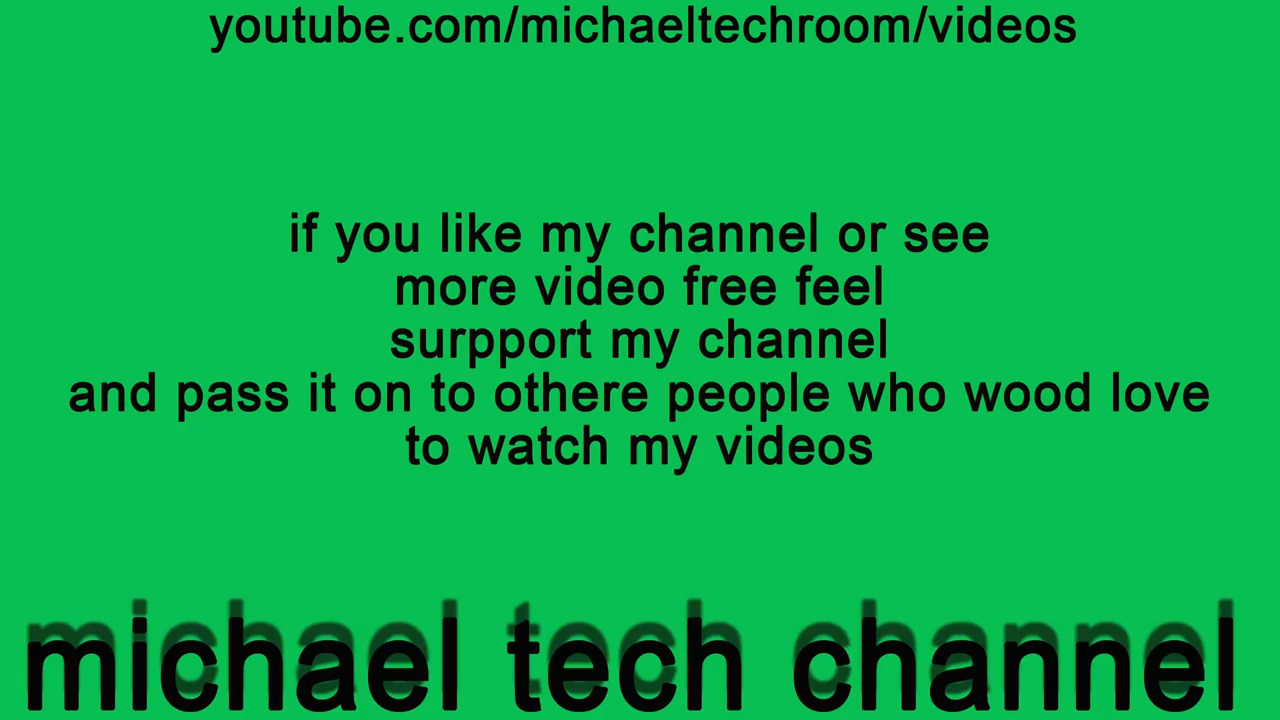 youtube.com/michaeltechroom/videos
if you like my channel or see
more video free feel
surpport my channel
and pass it on to othere people who wood love
to watch my videos
michael tech channel